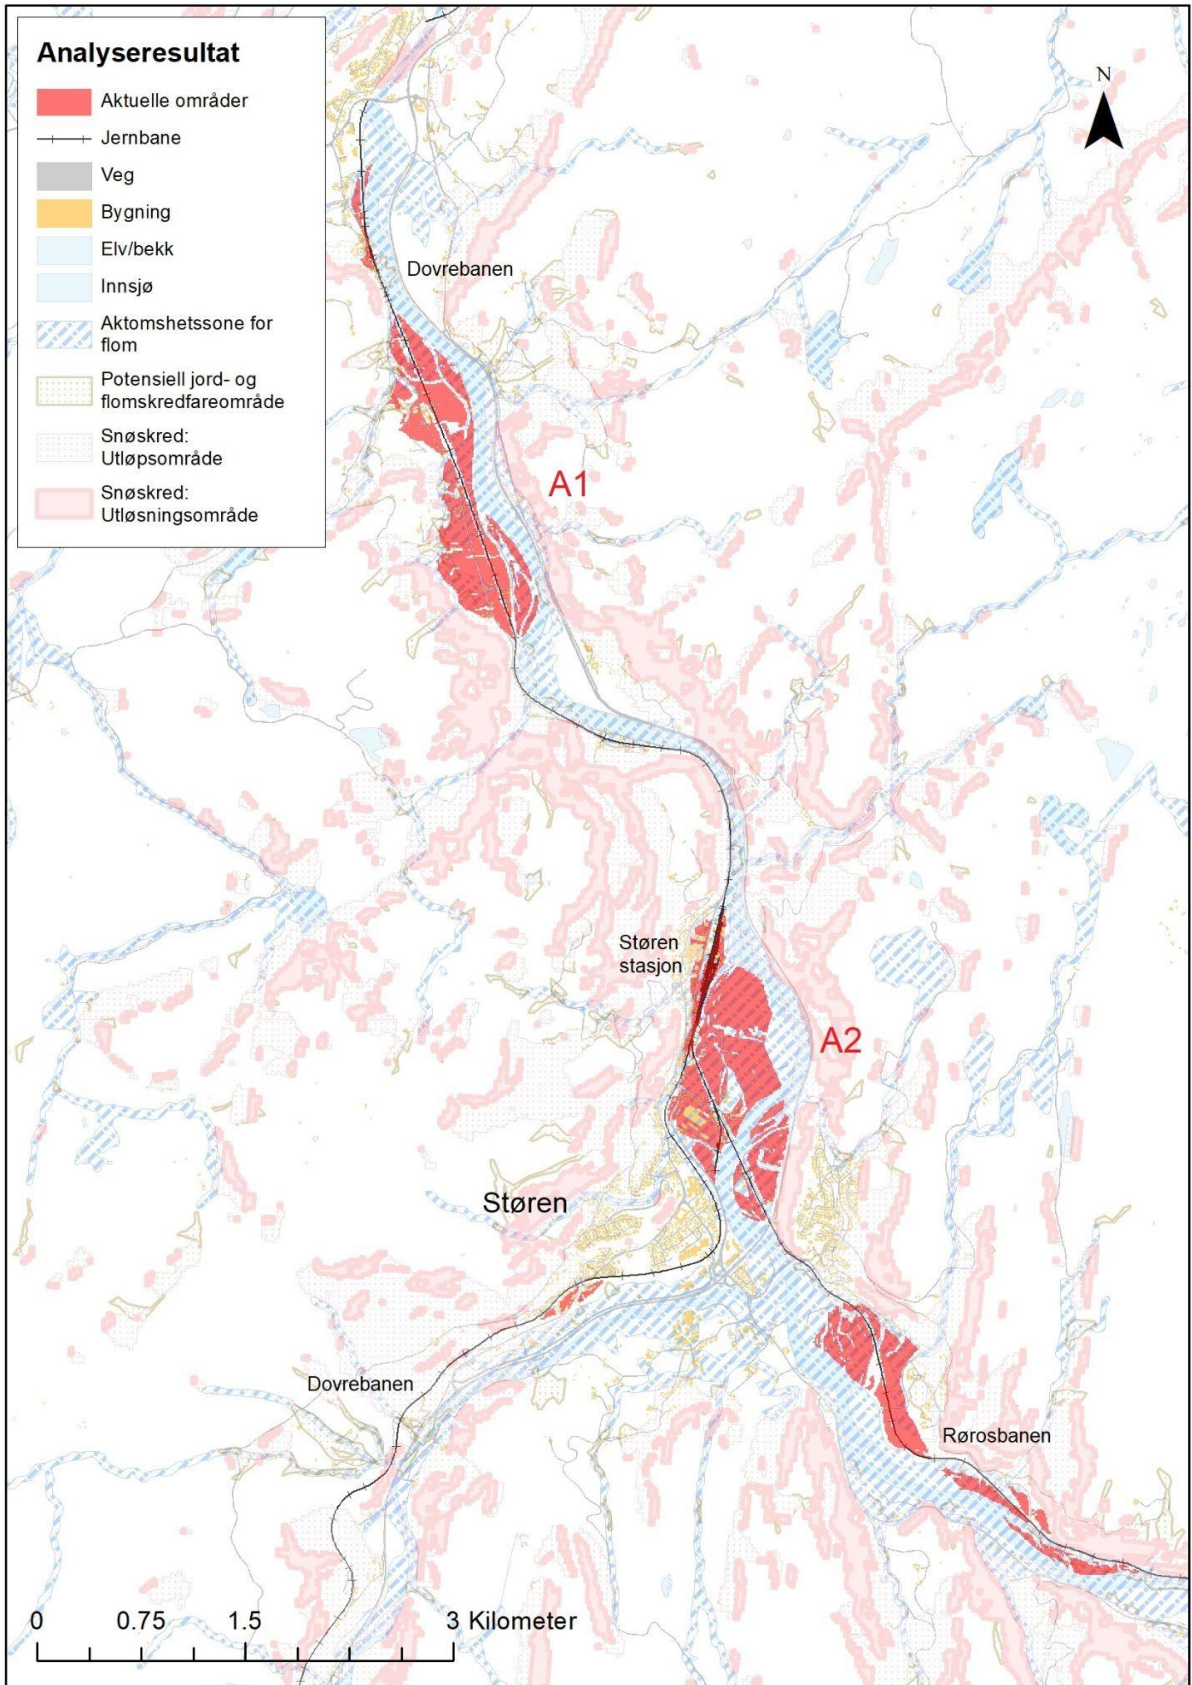 Analyseresultat
Aktuelle områder
Jernbane
Veg
Bygning
Elv/bekk
Innsjø
Aktomshetssone for
flom
Potensiell jord- og
flomskredfareområde
Snøskred:
Utløpsområde
Snøskred:
Utløsningsområde
N
Dovrebanen
A1
Støren
stasjon
A2
Støren
Dovrebanen
Rørosbanen
0 0.75 1.5 3 Kilometer